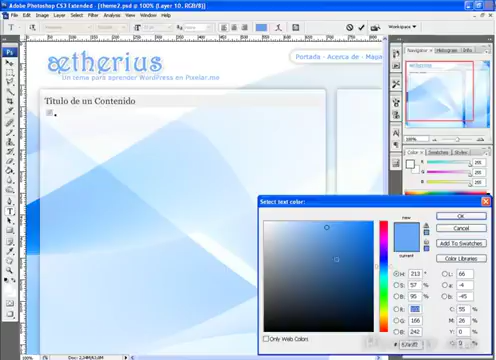 Adobe Photoshop CS3 Extended - [theme2.psd @ 100% (Layer 10, RGB/8)]
File Edit Image Layer Select Filter Analysis View Window Help
Workspace
ætherius
Un tema para aprender WordPress en Pixelar.me
Portada - Acerca de - Mapa
Titulo de un Contenido
Navigator Histogram Info
100%
Color Swatches Styles
Select text color:
new
current
OK
Cancel
Add To Swatches
Color Libraries
H: 213 °
S: 57 %
B: 95 %
R:
G: 166
B: 242
L: 66
a: -4
b: -45
C: 55 %
M: 26 %
Y: 0 %
Only Web Colors
100%